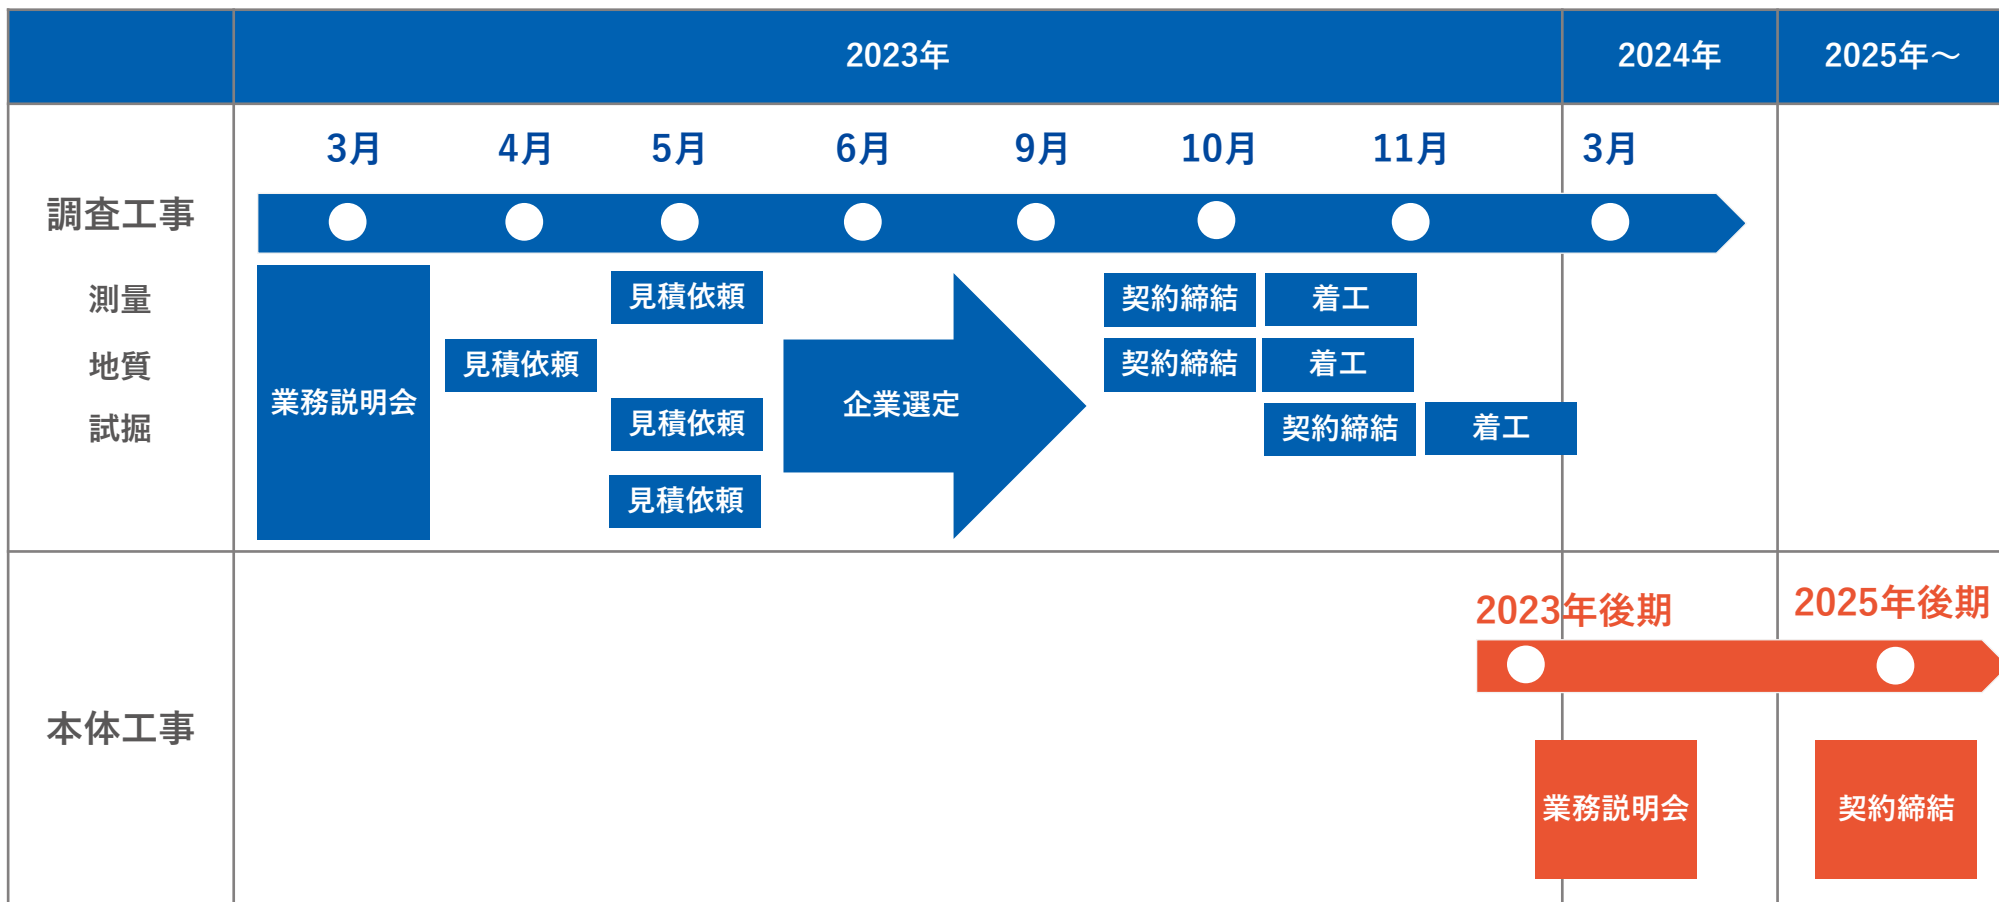 2023年
2024年
2025年～
3月
4月
5月
6月
9月
10月
11月
3月
調査工事
測量
地質
試掘
業務説明会
見積依頼
見積依頼
見積依頼
見積依頼
企業選定
契約締結
着工
契約締結
着工
契約締結
着工
2023年後期
2025年後期
本体工事
業務説明会
契約締結